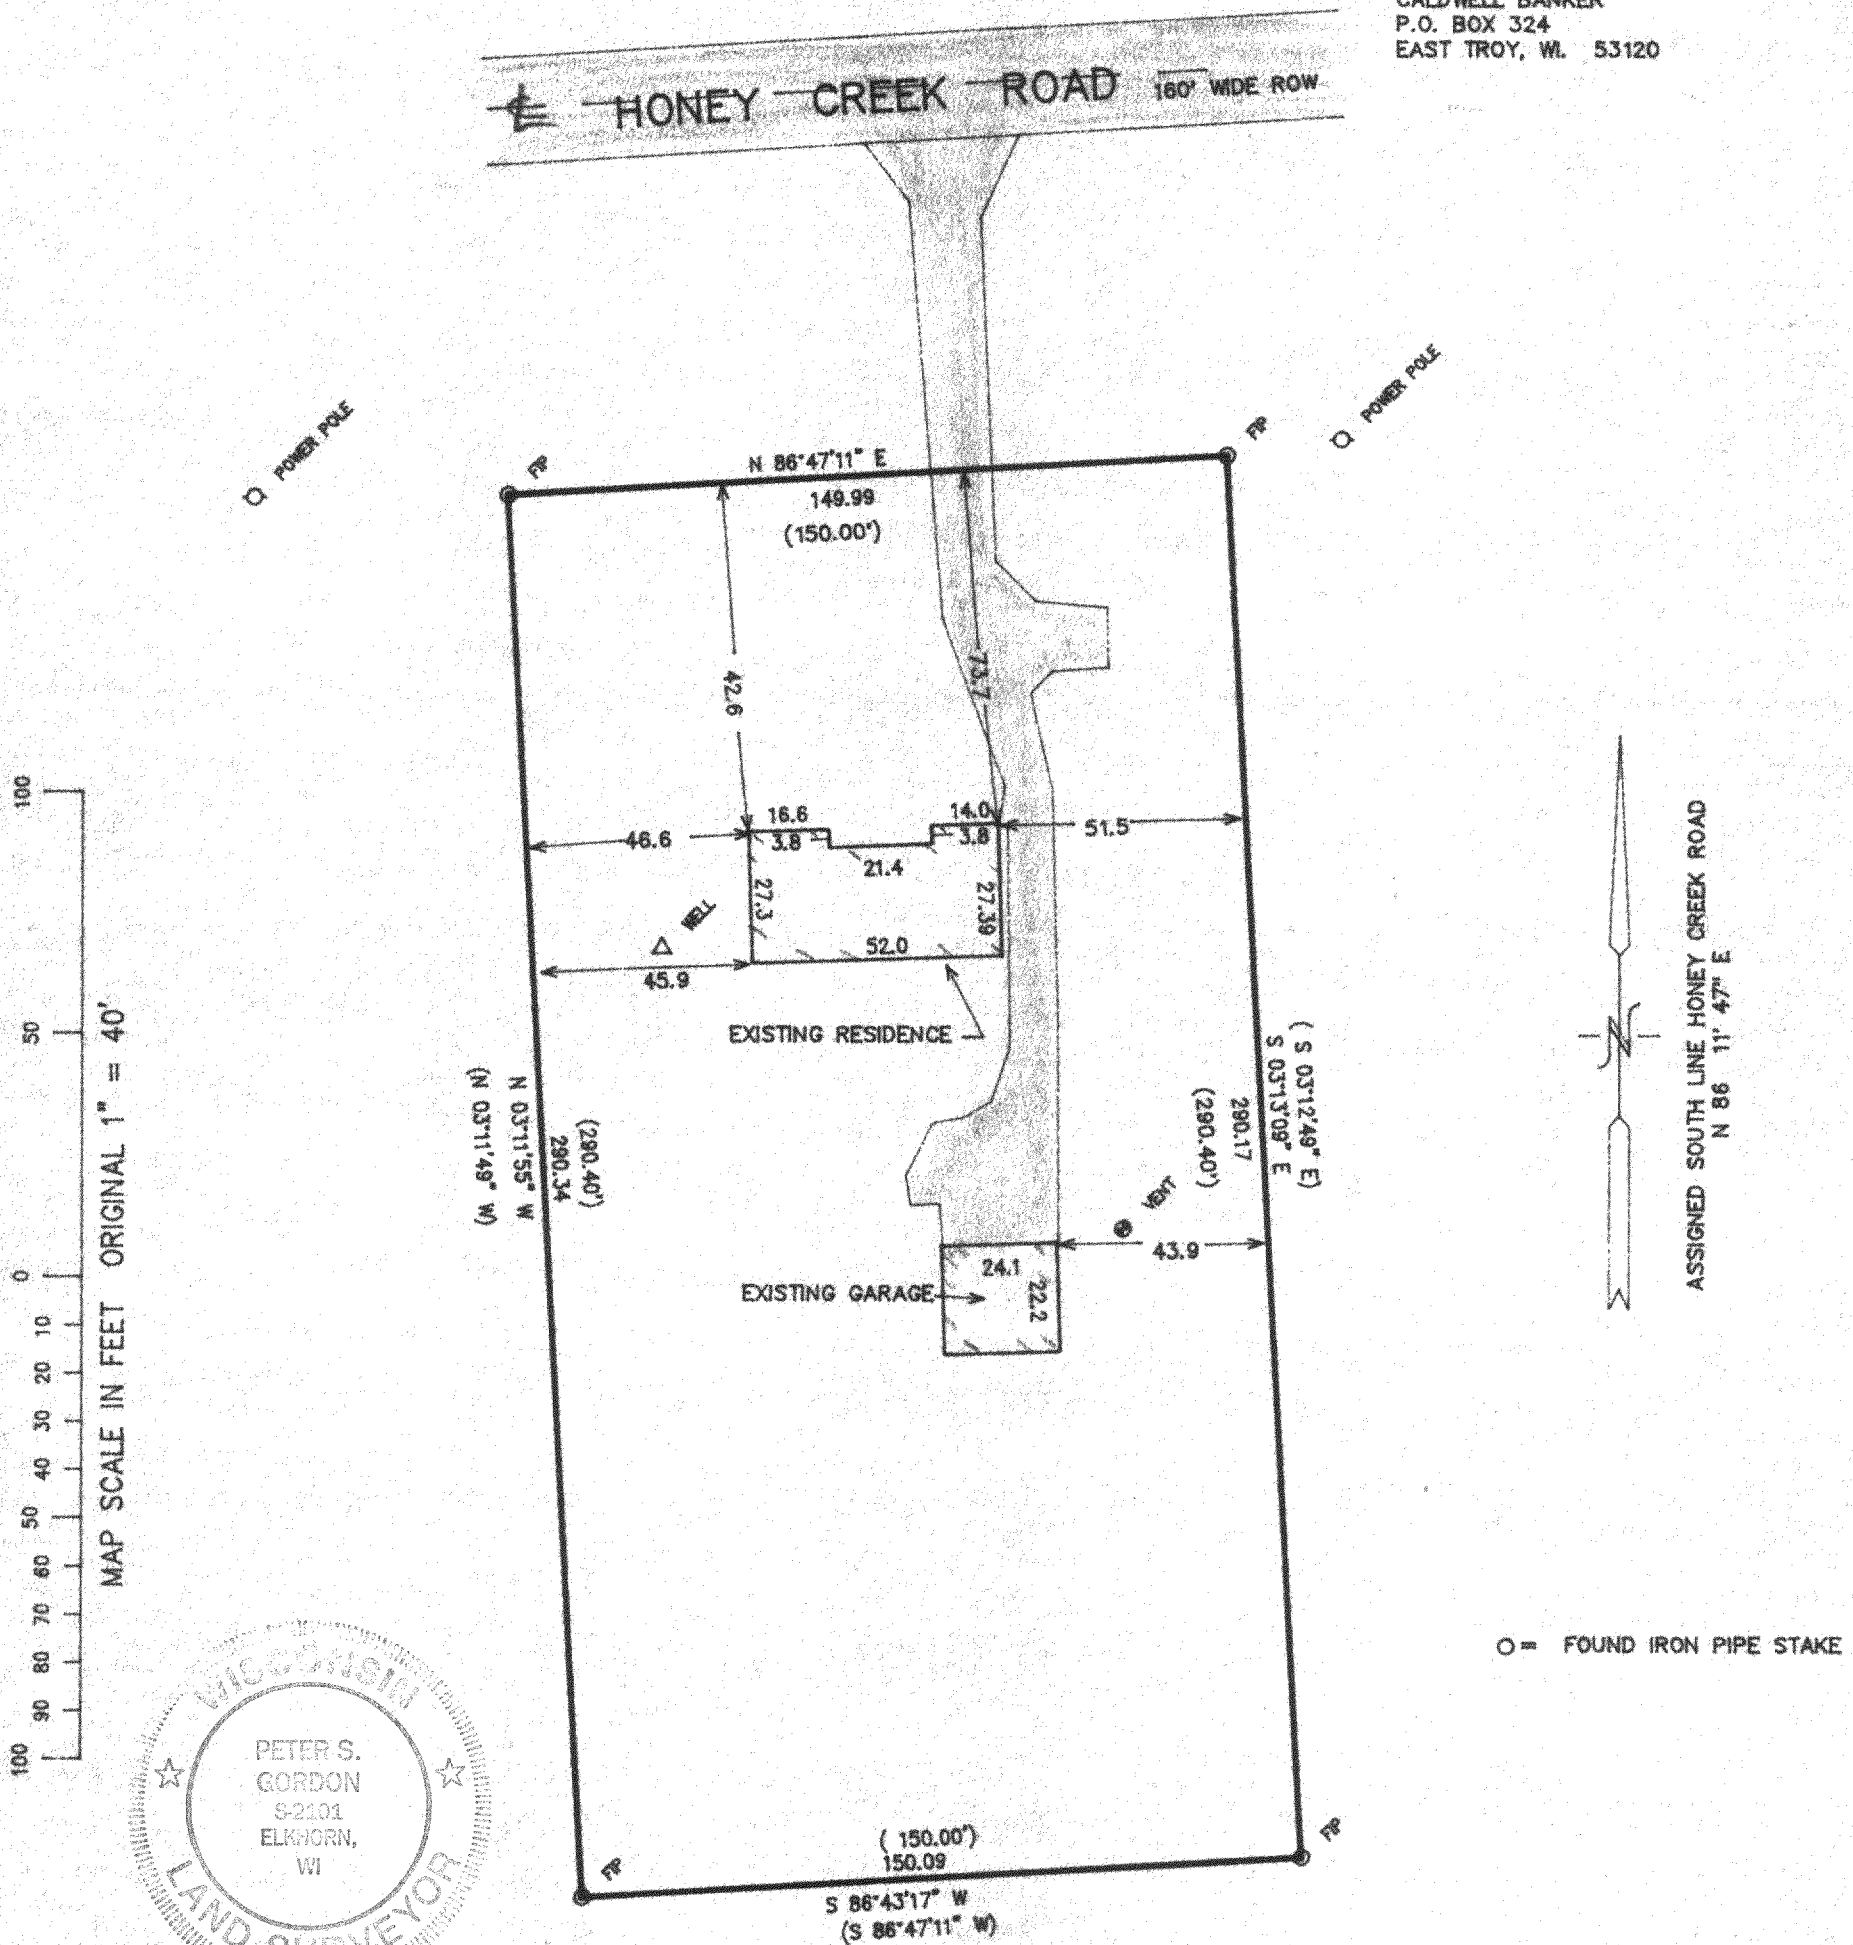 CALDWELL BANKER
P.O. BOX 324
EAST TROY, WI. 53120
HONEY CREEK ROAD 160' WIDE ROW
POWER POLE
FIP
FIP
POWER POLE
N 86°47'11" E
149.99
(150.00')
42.6
73.7
16.6
14.0
46.6
3.8
3.8
51.5
21.4
27.3
27.39
WELL
52.0
45.9
EXISTING RESIDENCE
(N 03°11'49" W)
N 03°11'55" W
290.34
(290.40')
(290.40')
290.17
S 03°13'09" E
( S 03°12'49" E)
VENT
43.9
24.1
22.2
EXISTING GARAGE
ASSIGNED SOUTH LINE HONEY CREEK ROAD
N 86 11' 47" E
N
100
50
0
10
20
30
40
50
60
70
80
90
100
MAP SCALE IN FEET ORIGINAL 1" = 40'
O = FOUND IRON PIPE STAKE
WISCONSIN
PETER S.
GORDON
S-2101
ELKHORN,
WI
LAND SURVEYOR
FIP
FIP
( 150.00')
150.09
S 86°43'17" W
(S 86°47'11" W)